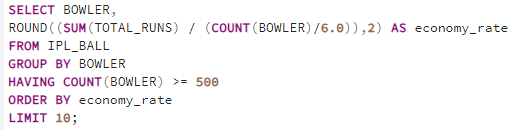 SELECT BOWLER,
ROUND((SUM(TOTAL_RUNS) / (COUNT(BOWLER)/6.0)),2) AS economy_rate
FROM IPL_BALL
GROUP BY BOWLER
HAVING COUNT(BOWLER) >= 500
ORDER BY economy_rate
LIMIT 10;